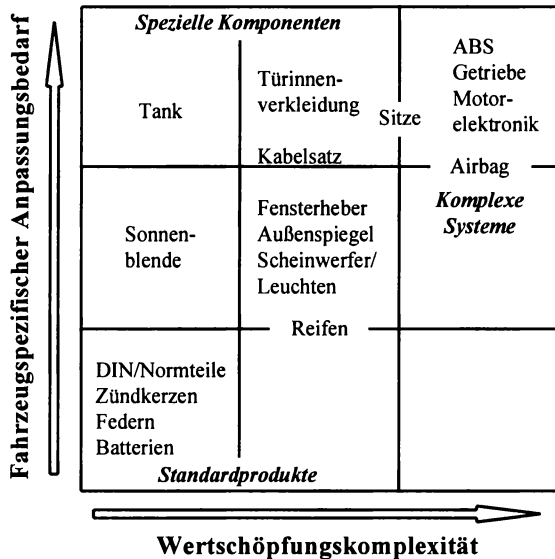 Fahrzeugspezifischer Anpassungsbedarf
Spezielle Komponenten
Tank
Türinnen-
verkleidung
Kabelsatz
Sitze
ABS
Getriebe
Motor-
elektronik
Airbag
Komplexe
Systeme
Sonnen-
blende
Fensterheber
Außenspiegel
Scheinwerfer/
Leuchten
Reifen
DIN/Normteile
Zündkerzen
Federn
Batterien
Standardprodukte
Wertschöpfungskomplexität